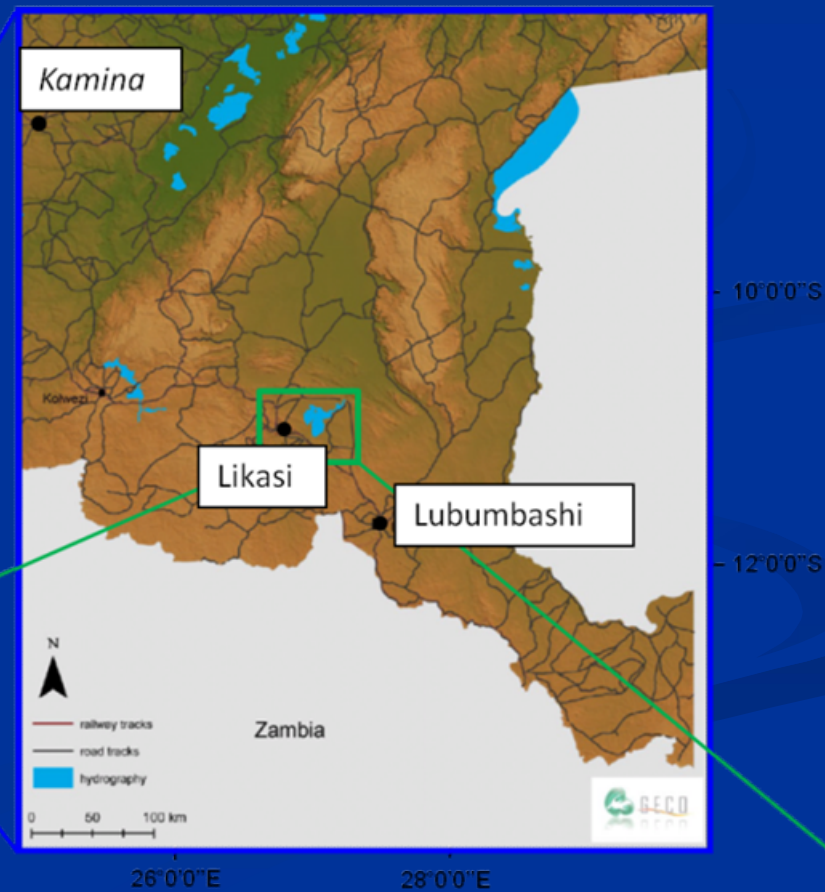 Kamina
10°0'0"S
Kolwezi
Likasi
Lubumbashi
12°0'0"S
N
railway tracks
road tracks
hydrography
Zambia
GECO
0 50 100 km
26°0'0"E 28°0'0"E